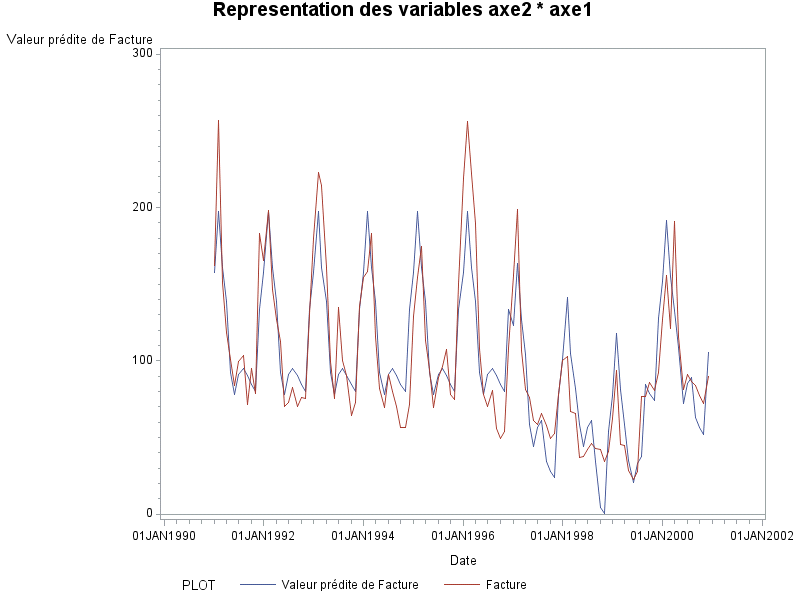 Representation des variables axe2 * axe1
Valeur prédite de Facture
300
200
100
0
01JAN1990 01JAN1992 01JAN1994 01JAN1996 01JAN1998 01JAN2000 01JAN2002
Date
PLOT Valeur prédite de Facture Facture